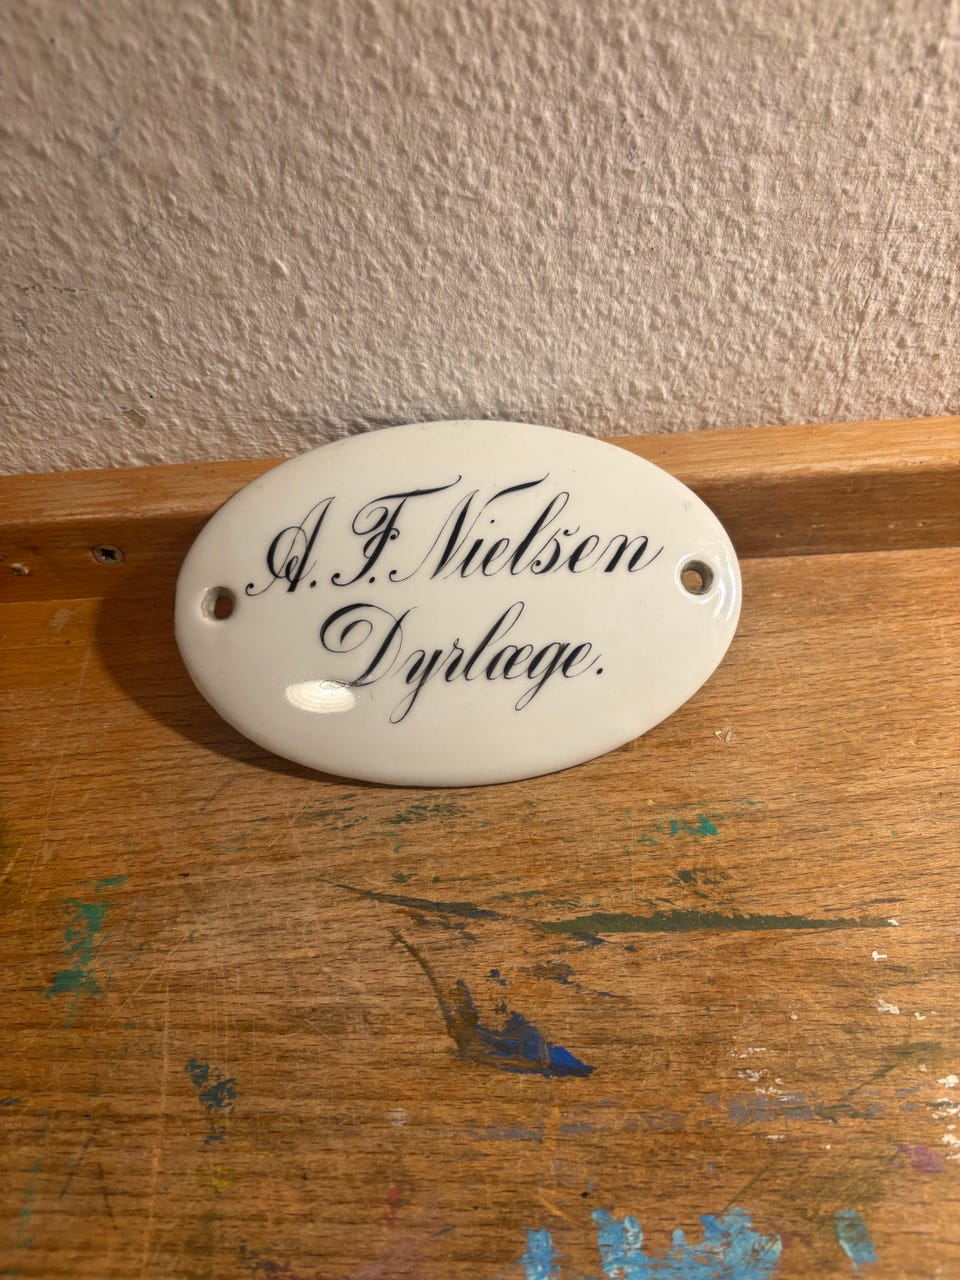 A. F. Nielsen
Dyrlæge.